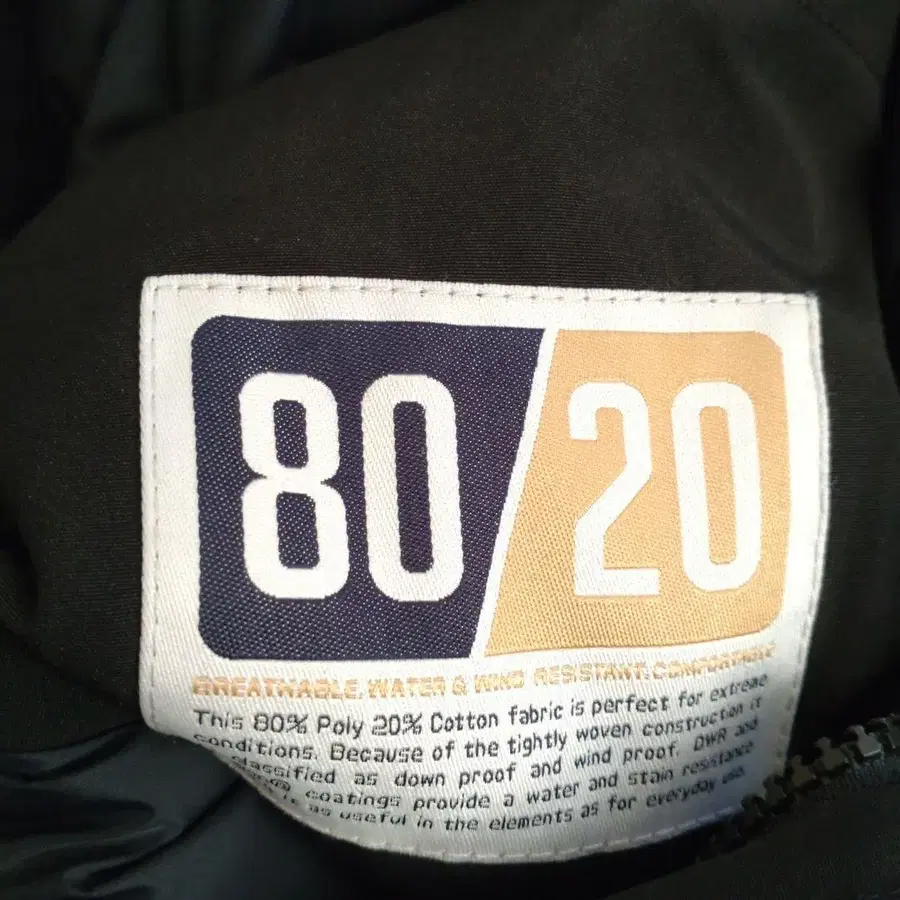 80 20
BREATHABLE, WATER & WIND RESISTANT, COMFORTABLE
This 80% Poly 20% Cotton fabric is perfect for extreme
conditions. Because of the tightly woven construction it
classified as down proof and wind proof. DWR and
coatings provide a water and stain resistance
as useful in the elements as for everyday use.